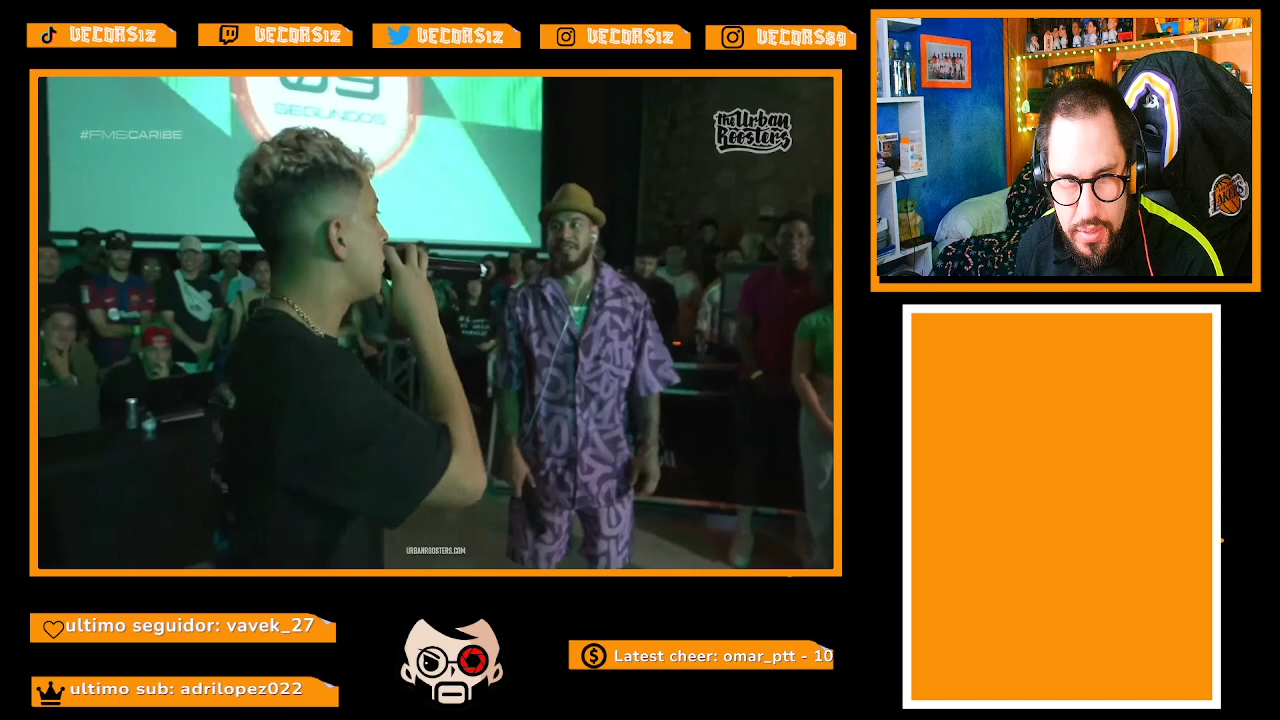 VECORS1Z
VECORS1Z
VECORS1Z
VECORS1Z
VECORS89
SEGUNDOS
#FMSCARIBE
the Urban
Roosters
URBANROOSTERS.COM
ultimo seguidor: vavek_27
ultimo sub: adrilopez022
Latest cheer: omar_ptt - 10